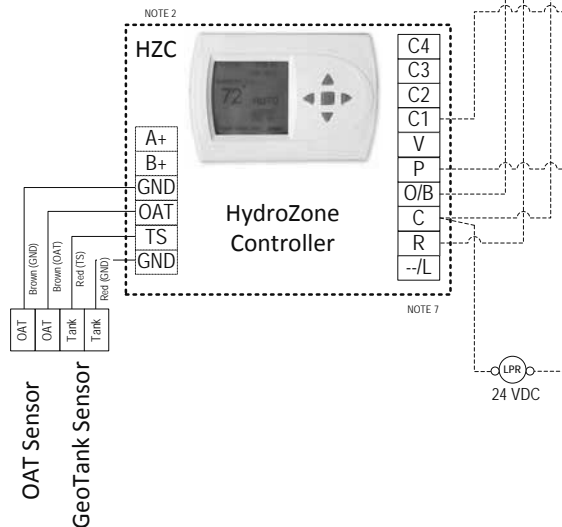 NOTE 2
HZC
72
C4
C3
C2
C1
V
P
O/B
C
R
--/L
A+
B+
GND
OAT
TS
GND
HydroZone
Controller
NOTE 7
Brown (GND)
Brown (OAT)
Red (TS)
Red (GND)
OAT
OAT
Tank
Tank
OAT Sensor
GeoTank Sensor
LPR
24 VDC